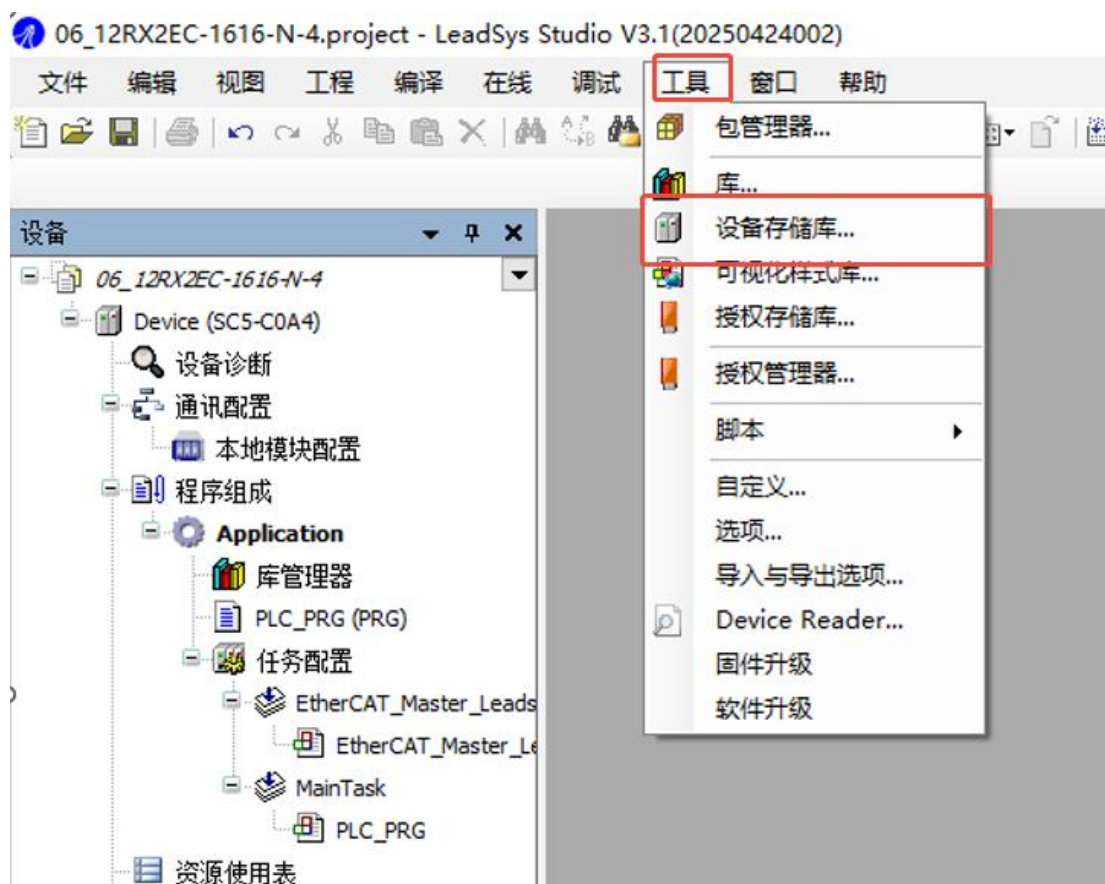 06_12RX2EC-1616-N-4.project - LeadSys Studio V3.1(20250424002)
文件 编辑 视图 工程 编译 在线 调试 工具 窗口 帮助
包管理器...
库...
设备存储库...
可视化样式库...
授权存储库...
授权管理器...
脚本
自定义...
选项...
导入与导出选项...
Device Reader...
固件升级
软件升级
设备
06_12RX2EC-1616-N-4
Device (SC5-C0A4)
设备诊断
通讯配置
本地模块配置
程序组成
Application
库管理器
PLC_PRG (PRG)
任务配置
EtherCAT_Master_Leads
EtherCAT_Master_Le
MainTask
PLC_PRG
资源使用表